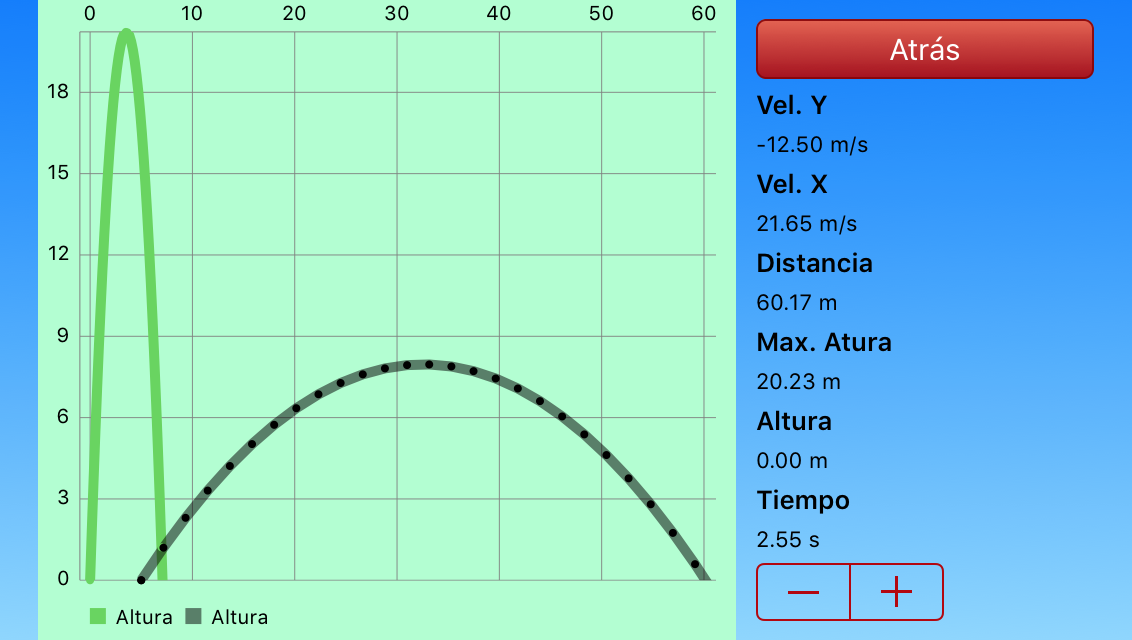 0 10 20 30 40 50 60
18
15
12
9
6
3
0
Altura Altura
Atrás
Vel. Y
-12.50 m/s
Vel. X
21.65 m/s
Distancia
60.17 m
Max. Atura
20.23 m
Altura
0.00 m
Tiempo
2.55 s
— +